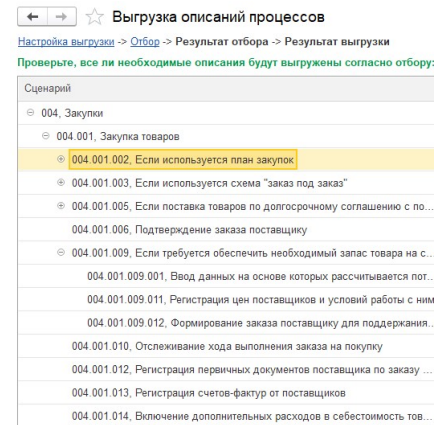 Выгрузка описаний процессов
Настройка выгрузки -> Отбор -> Результат отбора -> Результат выгрузки
Проверьте, все ли необходимые описания будут выгружены согласно отбору:
Сценарий
004, Закупки
004.001, Закупка товаров
004.001.002, Если используется план закупок
004.001.003, Если используется схема "заказ под заказ"
004.001.005, Если поставка товаров по долгосрочному соглашению с по...
004.001.006, Подтверждение заказа поставщику
004.001.009, Если требуется обеспечить необходимый запас товара на с...
004.001.009.001, Ввод данных на основе которых рассчитывается пот...
004.001.009.011, Регистрация цен поставщиков и условий работы с ним
004.001.009.012, Формирование заказа поставщику для поддержания...
004.001.010, Отслеживание хода выполнения заказа на покупку
004.001.012, Регистрация первичных документов поставщика по заказу ...
004.001.013, Регистрация счетов-фактур от поставщиков
004.001.014, Включение дополнительных расходов в себестоимость тов...